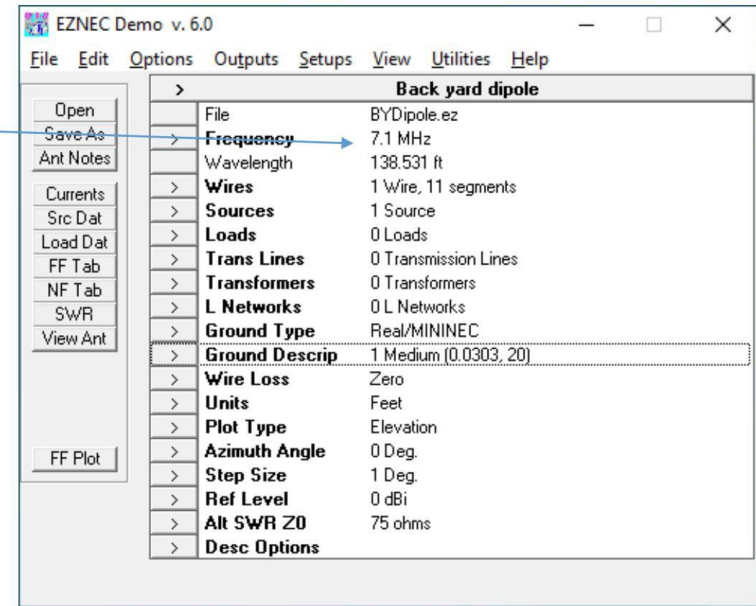 EZNEC Demo v. 6.0
File Edit Options Outputs Setups View Utilities Help
> Back yard dipole
Open
Save As
Ant Notes
Currents
Src Dat
Load Dat
FF Tab
NF Tab
SWR
View Ant
FF Plot
File BYDipole.ez
> Frequency 7.1 MHz
Wavelength 138.531 ft
> Wires 1 Wire, 11 segments
> Sources 1 Source
> Loads 0 Loads
> Trans Lines 0 Transmission Lines
> Transformers 0 Transformers
> L Networks 0 L Networks
> Ground Type Real/MININEC
> Ground Descrip 1 Medium (0.0303, 20)
> Wire Loss Zero
> Units Feet
> Plot Type Elevation
> Azimuth Angle 0 Deg.
> Step Size 1 Deg.
> Ref Level 0 dBi
> Alt SWR Z0 75 ohms
> Desc Options